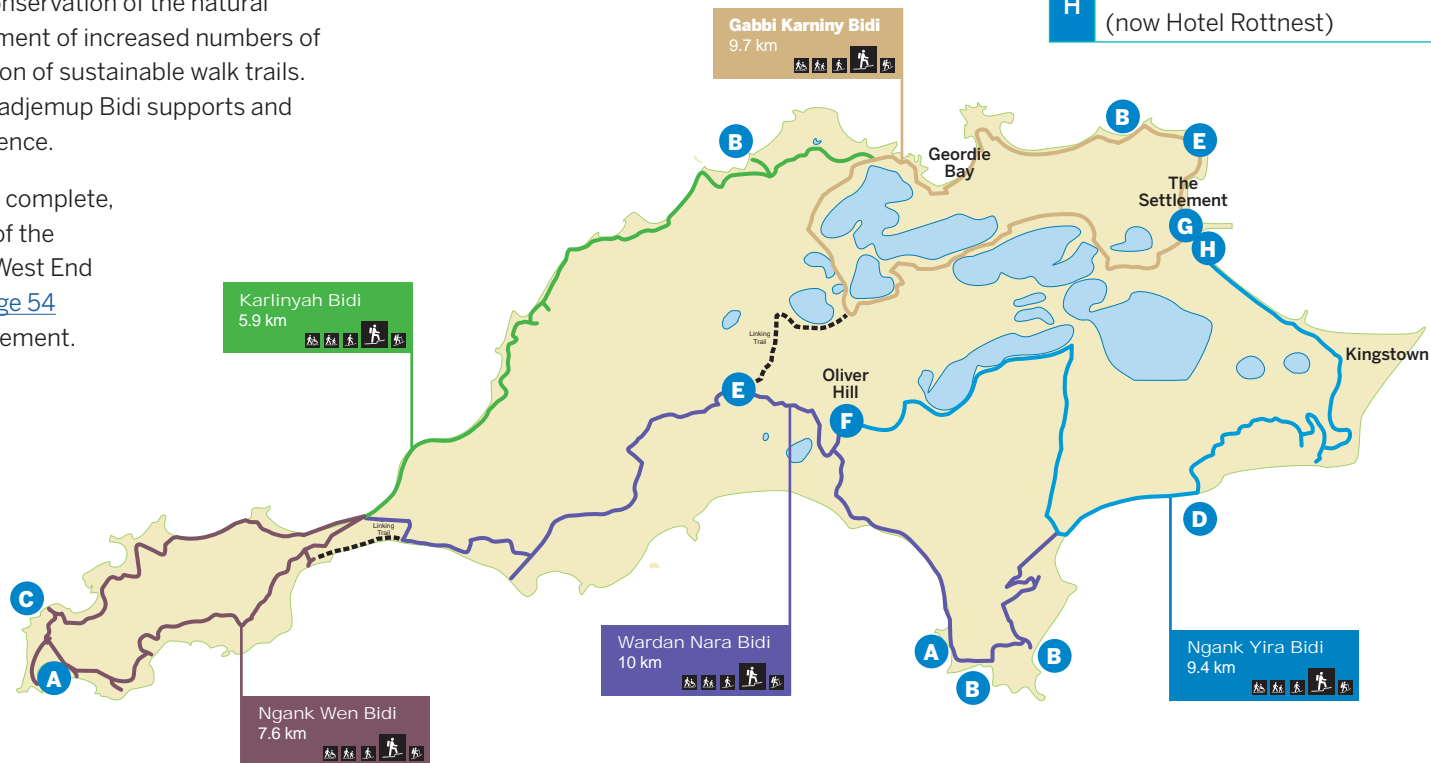 onservation of the natural
ment of increased numbers of
on of sustainable walk trails.
adjemup Bidi supports and
ence.
complete,
of the
West End
ge 54
ement.
H
(now Hotel Rottnest)
Gabbi Karniny Bidi
9.7 km
B
B
E
Geordie
Bay
The
Settlement
G
H
Karlinyah Bidi
5.9 km
Linking
Trail
Kingstown
E
Oliver
Hill
F
Linking
Trail
D
C
A
Wardan Nara Bidi
10 km
A
B
B
Ngank Yira Bidi
9.4 km
Ngank Wen Bidi
7.6 km